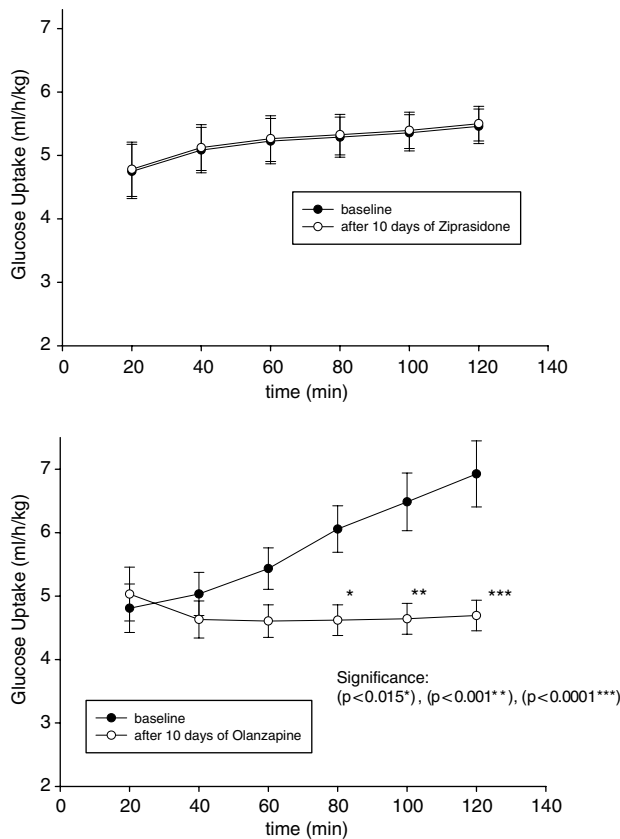 7
6
5
4
3
2
Glucose Uptake (ml/h/kg)
baseline
after 10 days of Ziprasidone
0 20 40 60 80 100 120 140
time (min)
7
6
5
4
3
2
Glucose Uptake (ml/h/kg)
* ** ***
Significance:
(p<0.015*), (p<0.001**), (p<0.0001***)
baseline
after 10 days of Olanzapine
0 20 40 60 80 100 120 140
time (min)